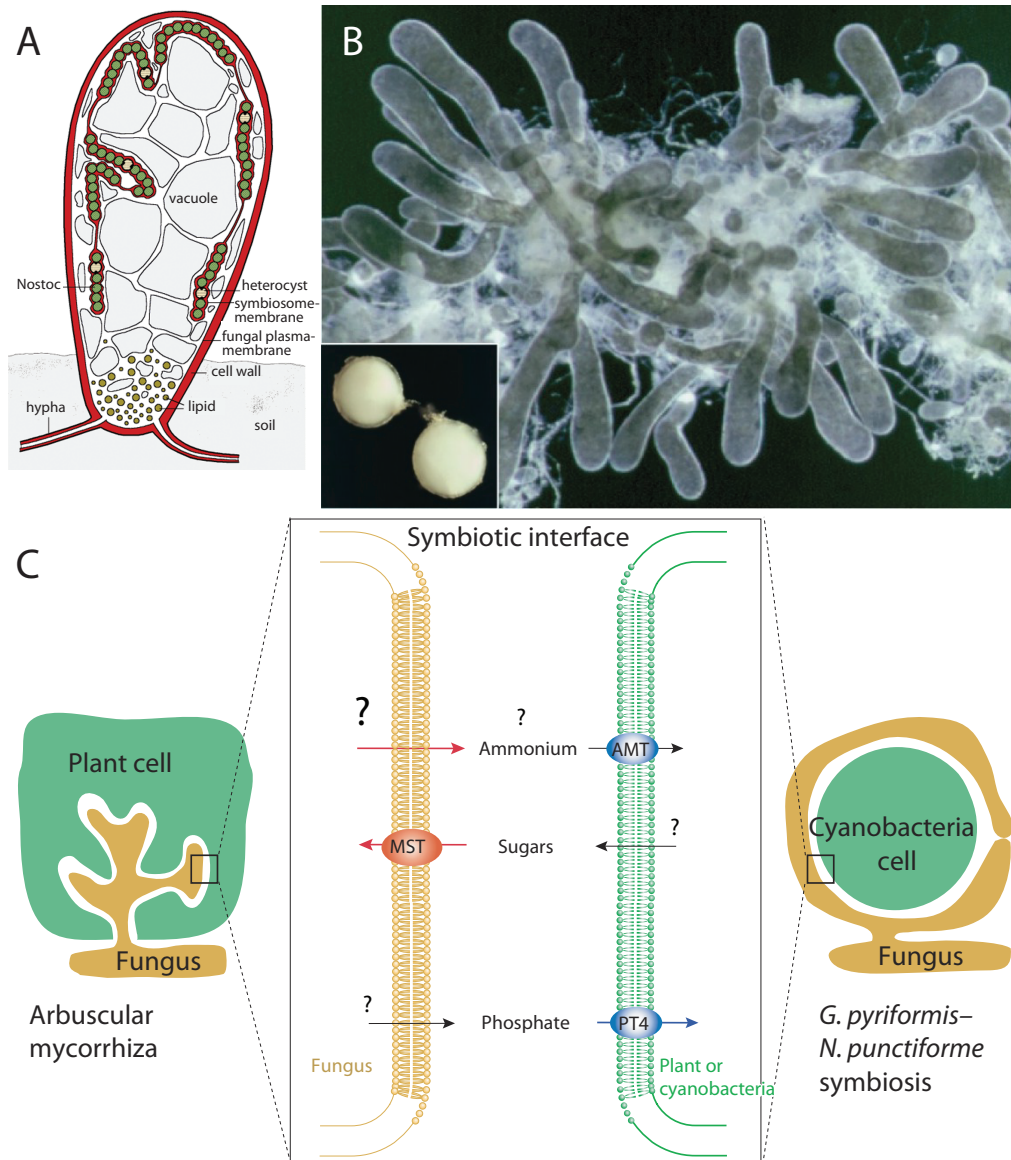 A
vacuole
Nostoc
heterocyst
symbiosome-
membrane
fungal plasma-
membrane
cell wall
hypha
lipid
soil
B
C
Symbiotic interface
?
?
Ammonium
AMT
Plant cell
MST
Sugars
?
Cyanobacteria
cell
Fungus
Fungus
?
Phosphate
PT4
Arbuscular
mycorrhiza
G. pyriformis–
N. punctiforme
symbiosis
Fungus
Plant or
cyanobacteria